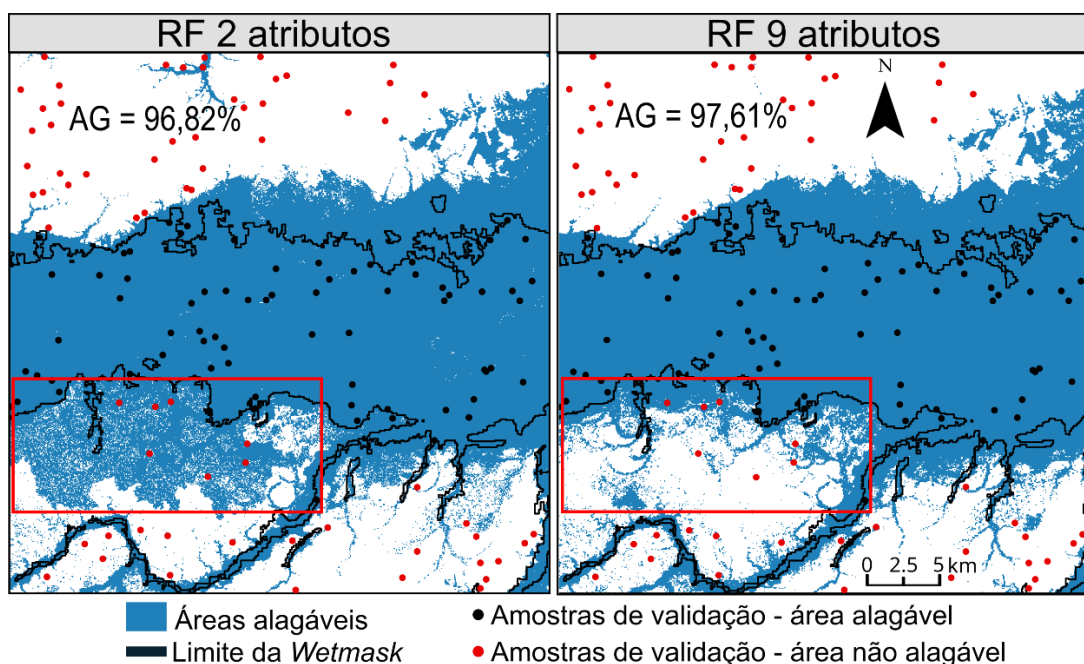 RF 2 atributos
RF 9 atributos
AG = 96,82%
AG = 97,61%
N
0 2.5 5 km
Áreas alagáveis
Amostras de validação - área alagável
Limite da Wetmask
Amostras de validação - área não alagável